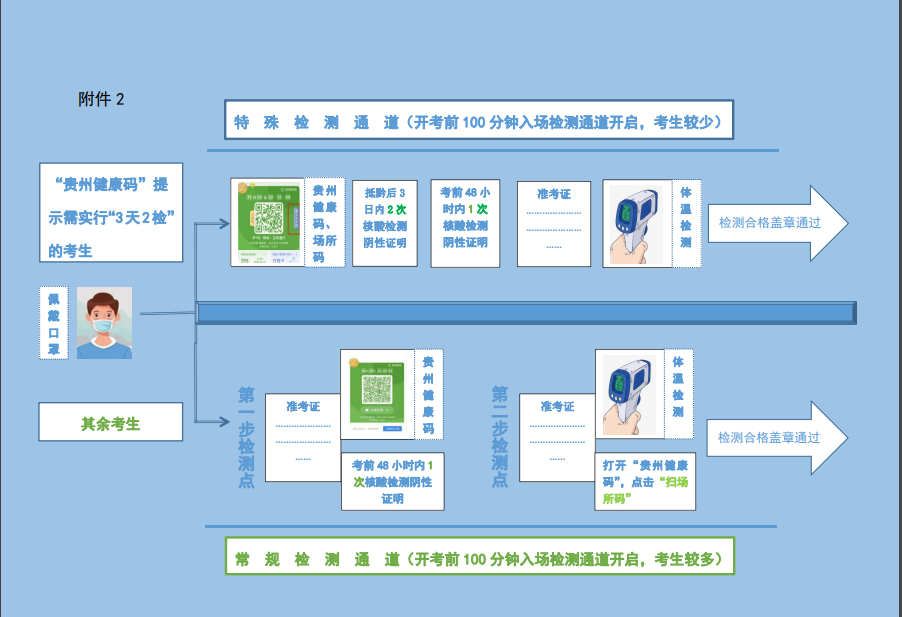 附件 2
特 殊 检 测 通 道（开考前 100 分钟入场检测通道开启，考生较少）
“贵州健康码”提
示需实行“3 天 2 检”
的考生
贵州
健康
码、
场所
码
抵黔后 3
日内 2 次
核酸检测
阴性证明
考前 48 小
时内 1 次
核酸检测
阴性证明
准考证
…………………
…………………
……
体
温
检
测
检测合格盖章通过
佩
戴
口
罩
其余考生
第一步检测点
准考证
…………………
…………………
……
贵
州
健
康
码
考前 48 小时内 1
次核酸检测阴性
证明
第二步检测点
准考证
…………………
…………………
……
体
温
检
测
打开“贵州健康
码”，点击“扫场
所码”
检测合格盖章通过
常 规 检 测 通 道（开考前 100 分钟入场检测通道开启，考生较多）